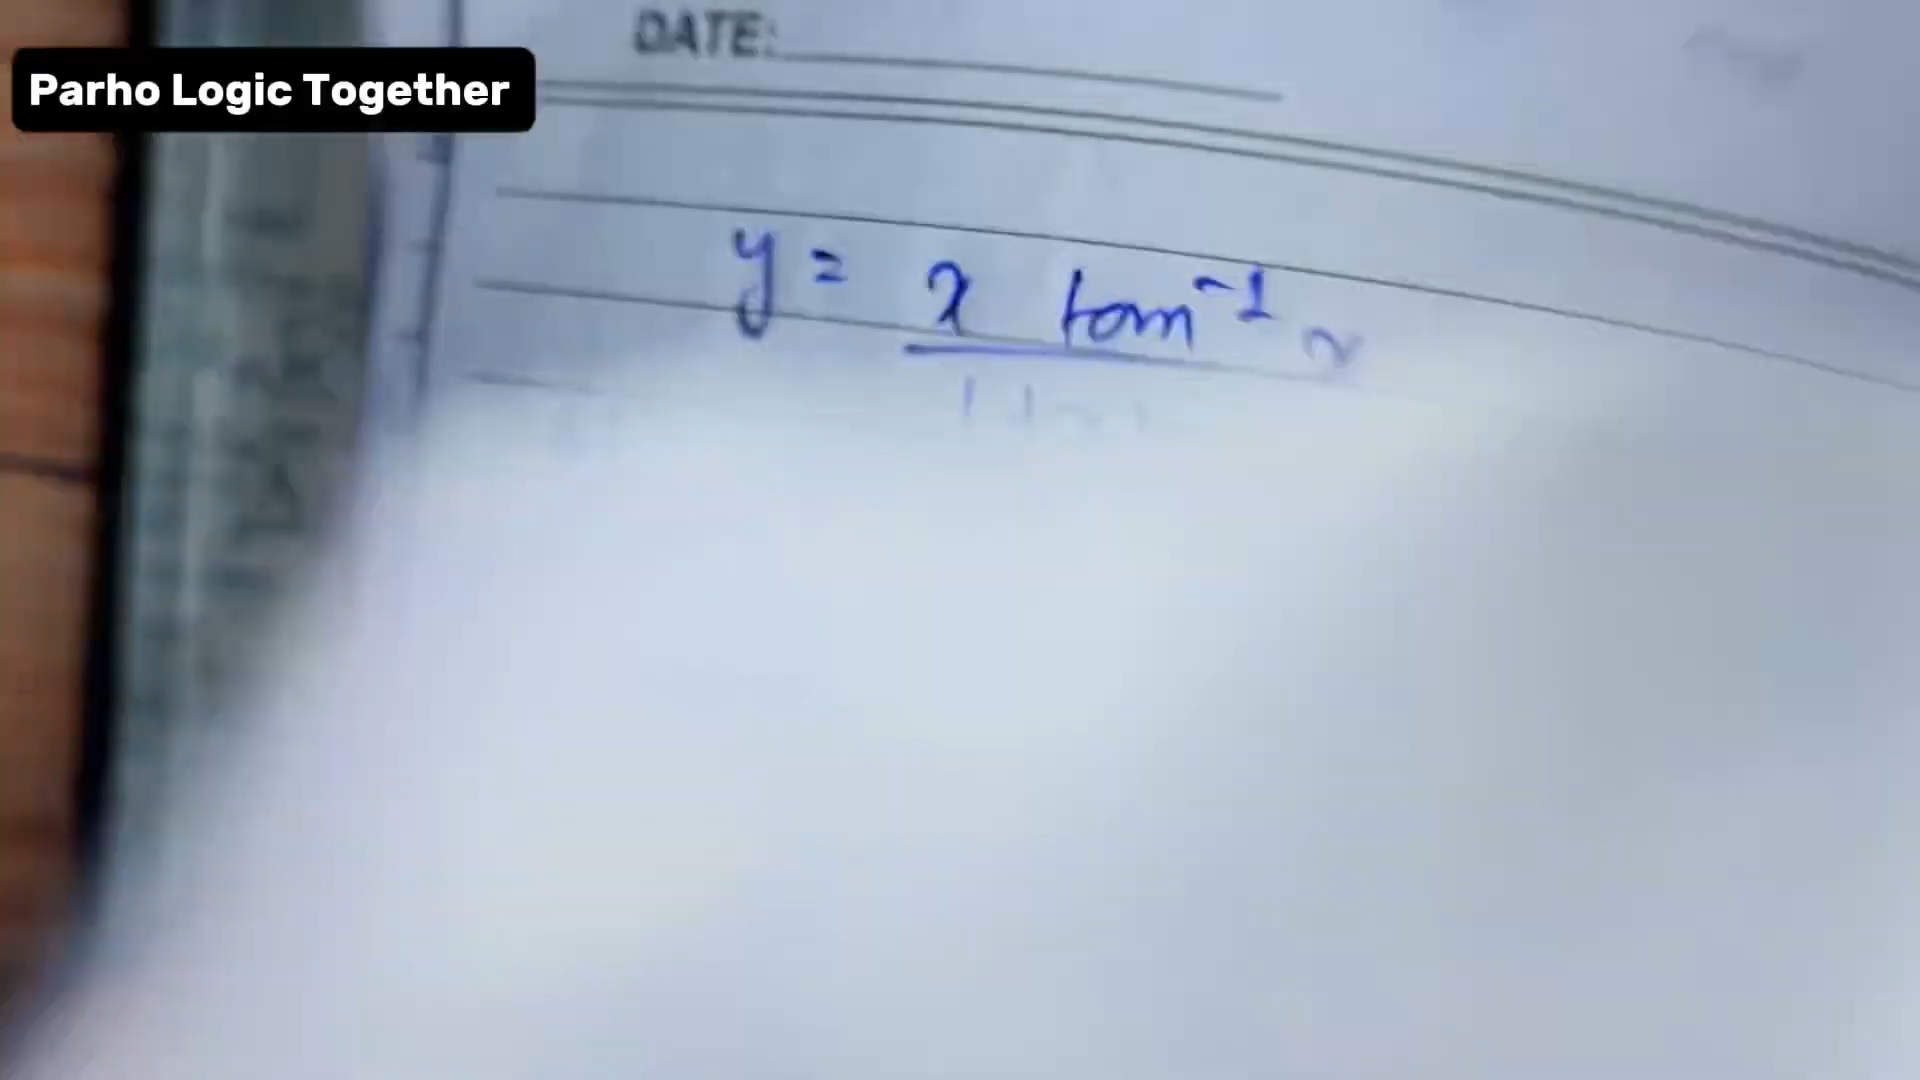 DATE:
Parho Logic Together
y = x tan⁻¹ x